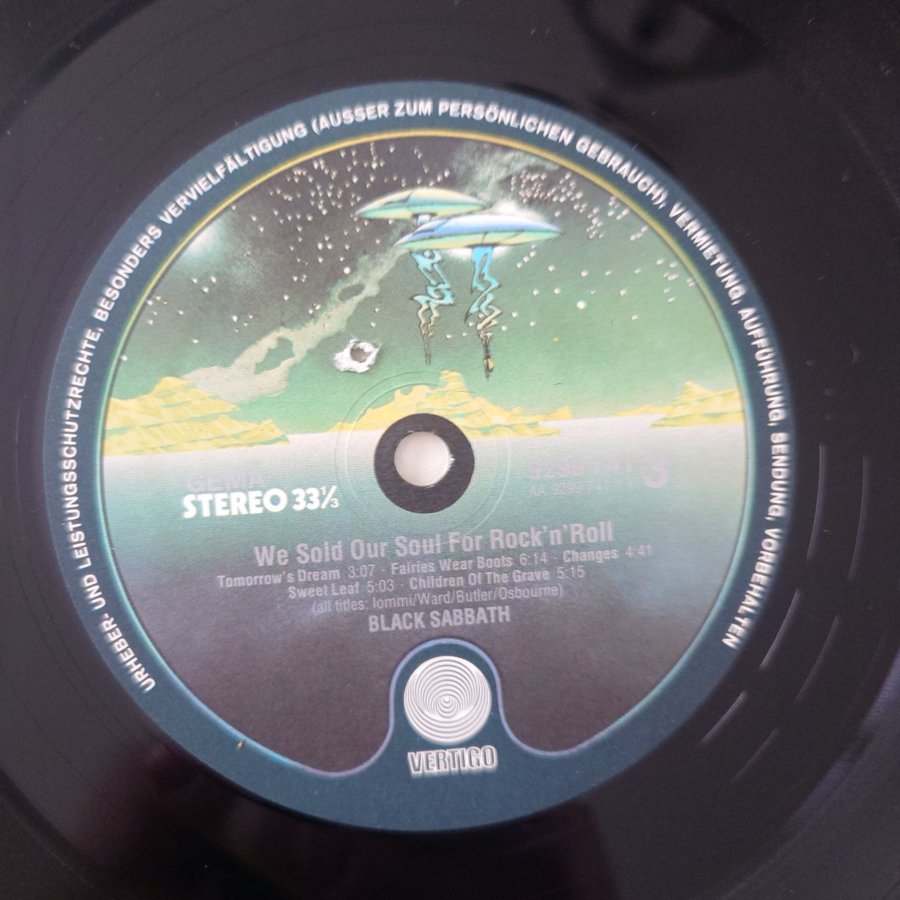 URHEBER- UND LEISTUNGSSCHUTZRECHTE, BESONDERS VERVIELFÄLTIGUNG (AUSSER ZUM PERSÖNLICHEN GEBRAUCH), VERMIETUNG, AUFFÜHRUNG, SENDUNG, VORBEHALTEN
GEMA
STEREO 33⅓
3
We Sold Our Soul For Rock'n'Roll
Tomorrow's Dream 3:07 · Fairies Wear Boots 6:14 · Changes 4:41
Sweet Leaf 5:03 · Children Of The Grave 5:15
(all titles: Iommi/Ward/Butler/Osbourne)
BLACK SABBATH
VERTIGO